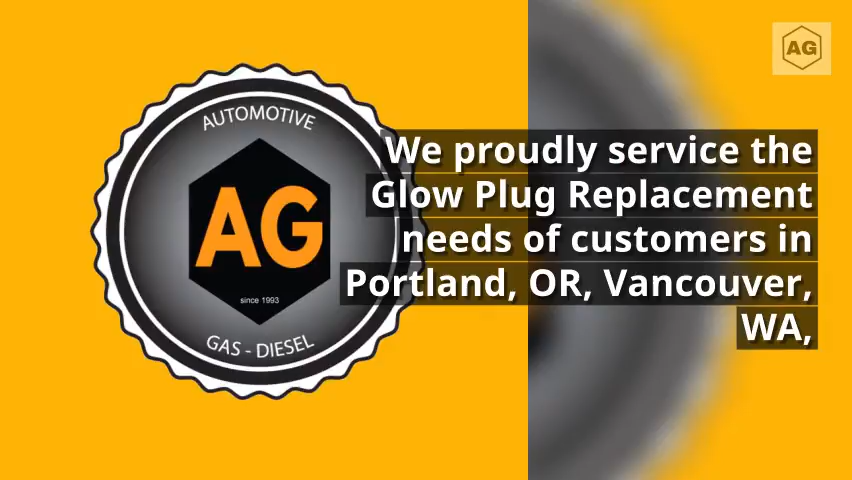 AUTOMOTIVE
AG
since 1993
GAS - DIESEL
AG
We proudly service the
Glow Plug Replacement
needs of customers in
Portland, OR, Vancouver,
WA,